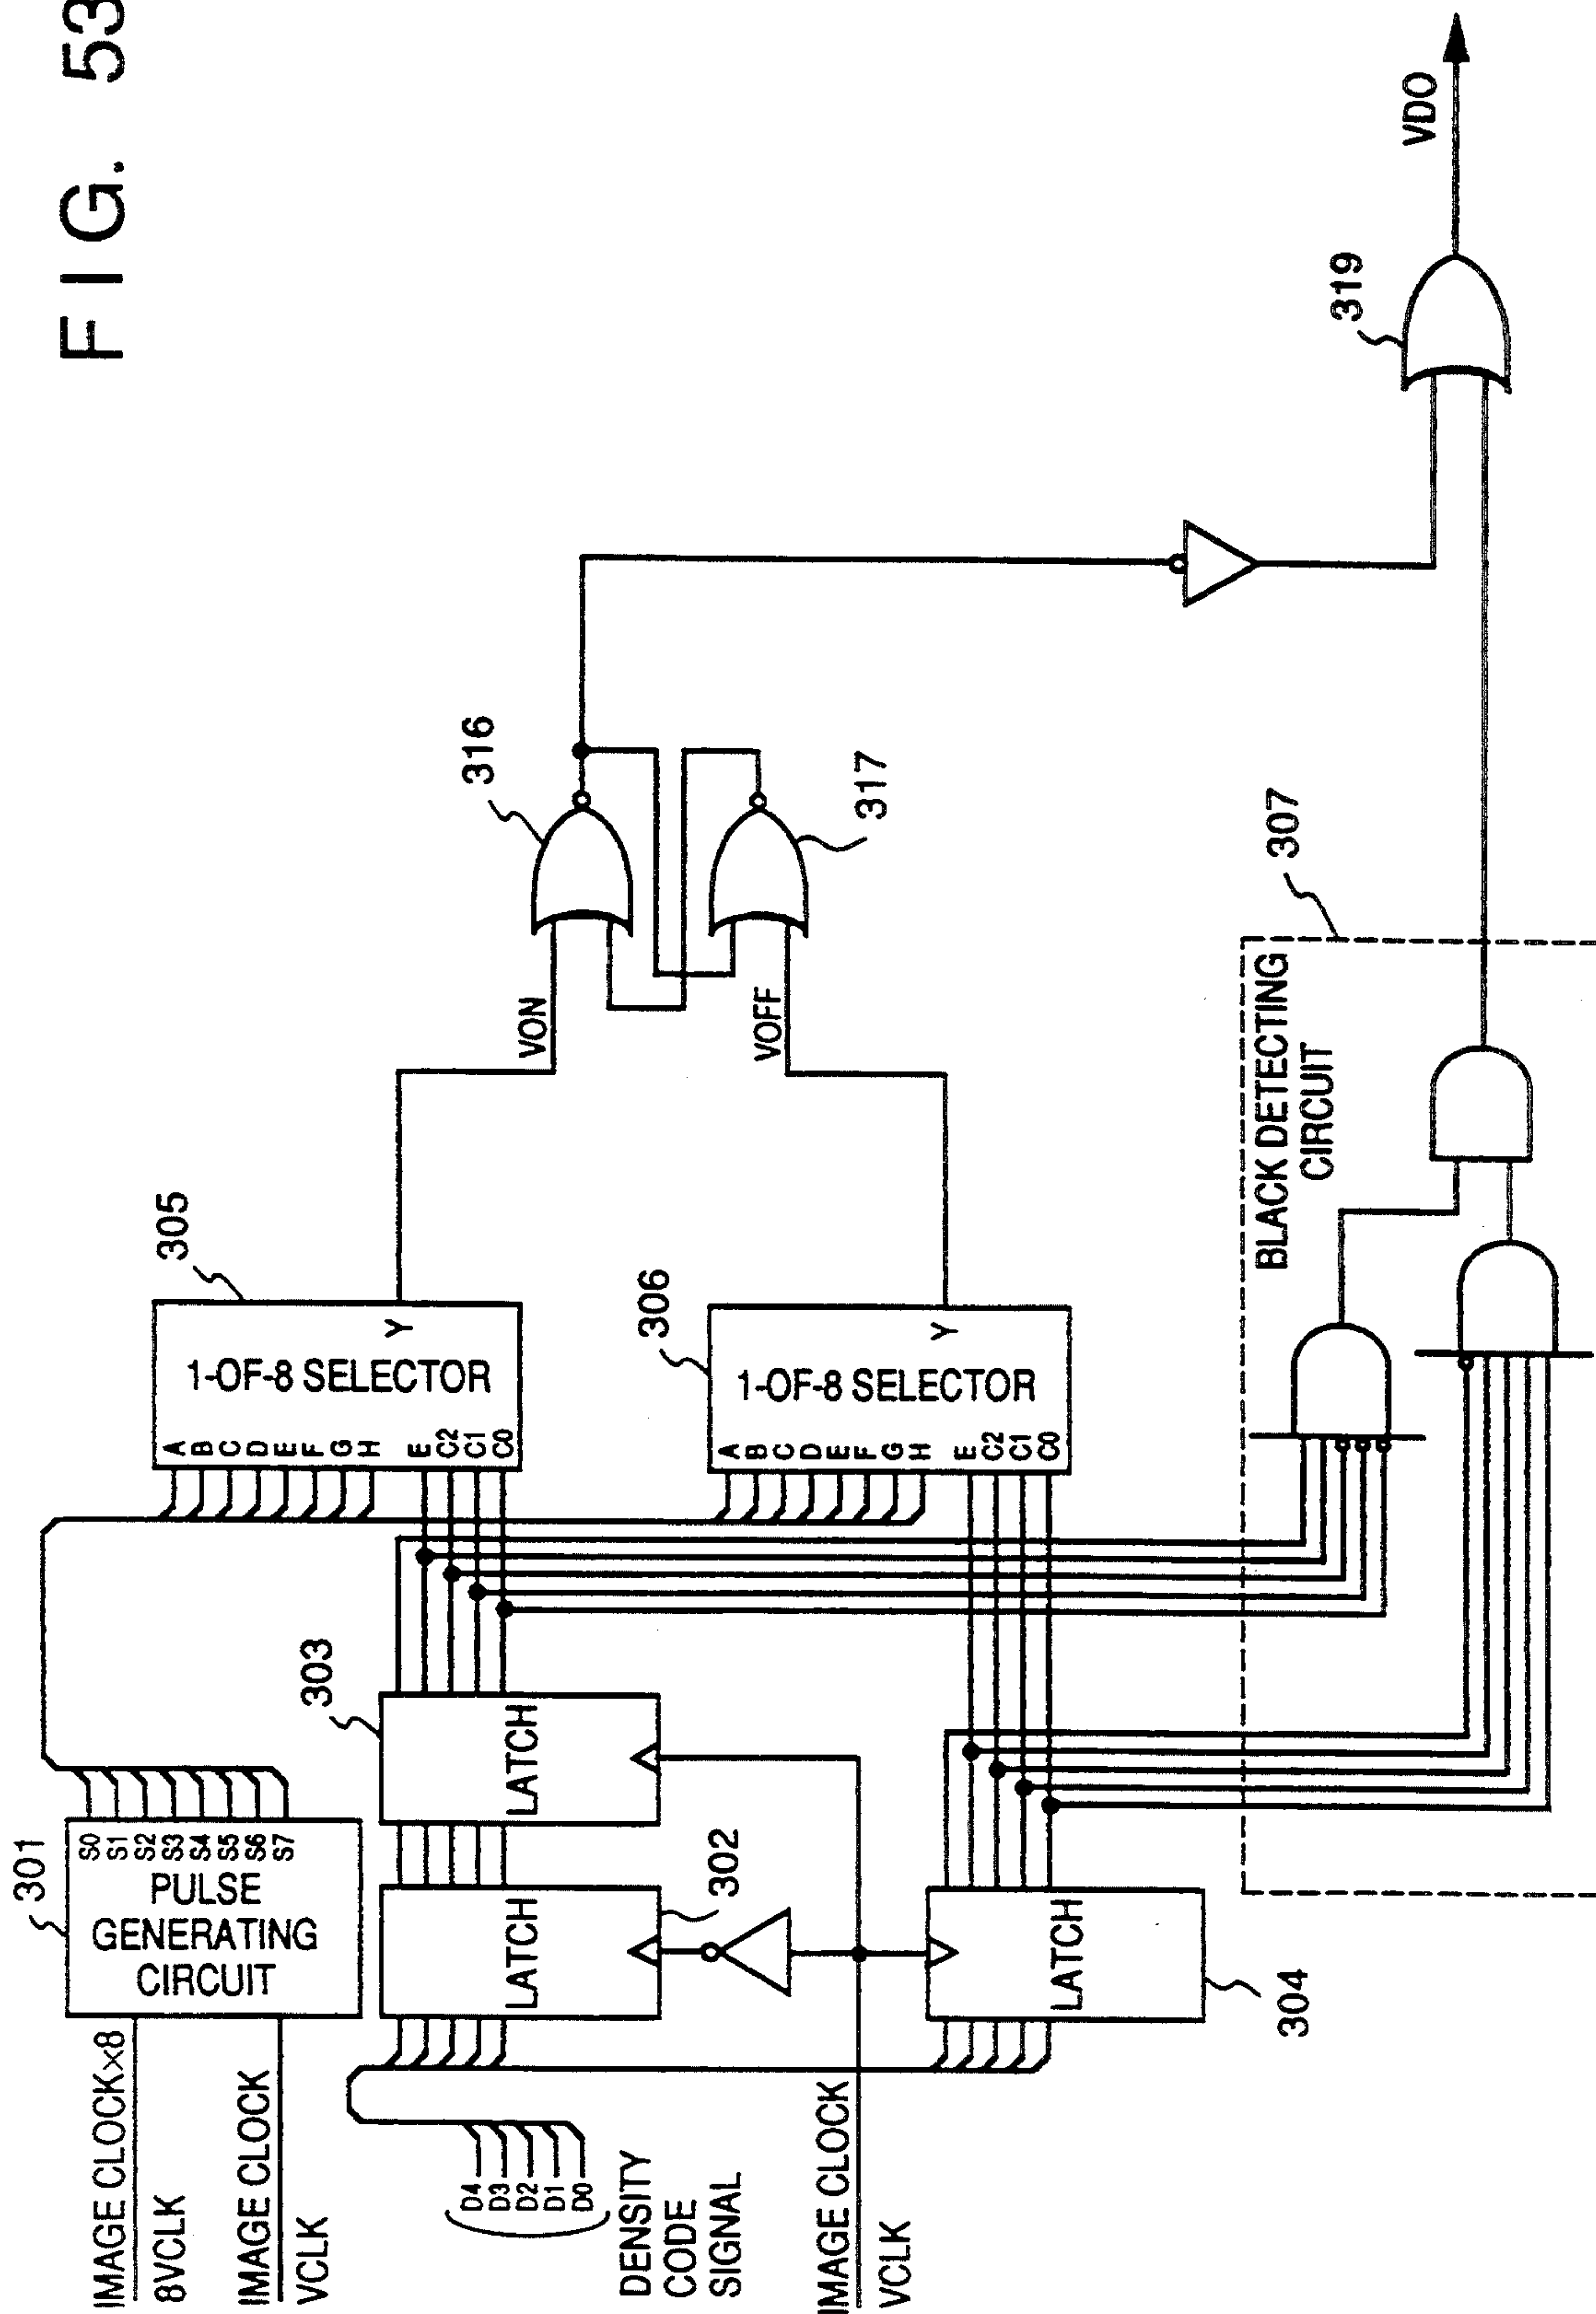 FIG. 53
301
S0
S1
S2
S3
S4
S5
S6
S7
PULSE
GENERATING
CIRCUIT
IMAGE CLOCK×8
8VCLK
IMAGE CLOCK
VCLK
D4
D3
D2
D1
D0
DENSITY
CODE
SIGNAL
IMAGE CLOCK
VCLK
LATCH
302
LATCH
303
LATCH
304
305
A
B
C
D
E
F
G
H
E
C2
C1
C0
1-OF-8 SELECTOR
Y
306
A
B
C
D
E
F
G
H
E
C2
C1
C0
1-OF-8 SELECTOR
Y
VON
VOFF
316
317
BLACK DETECTING
CIRCUIT
307
319
VDO